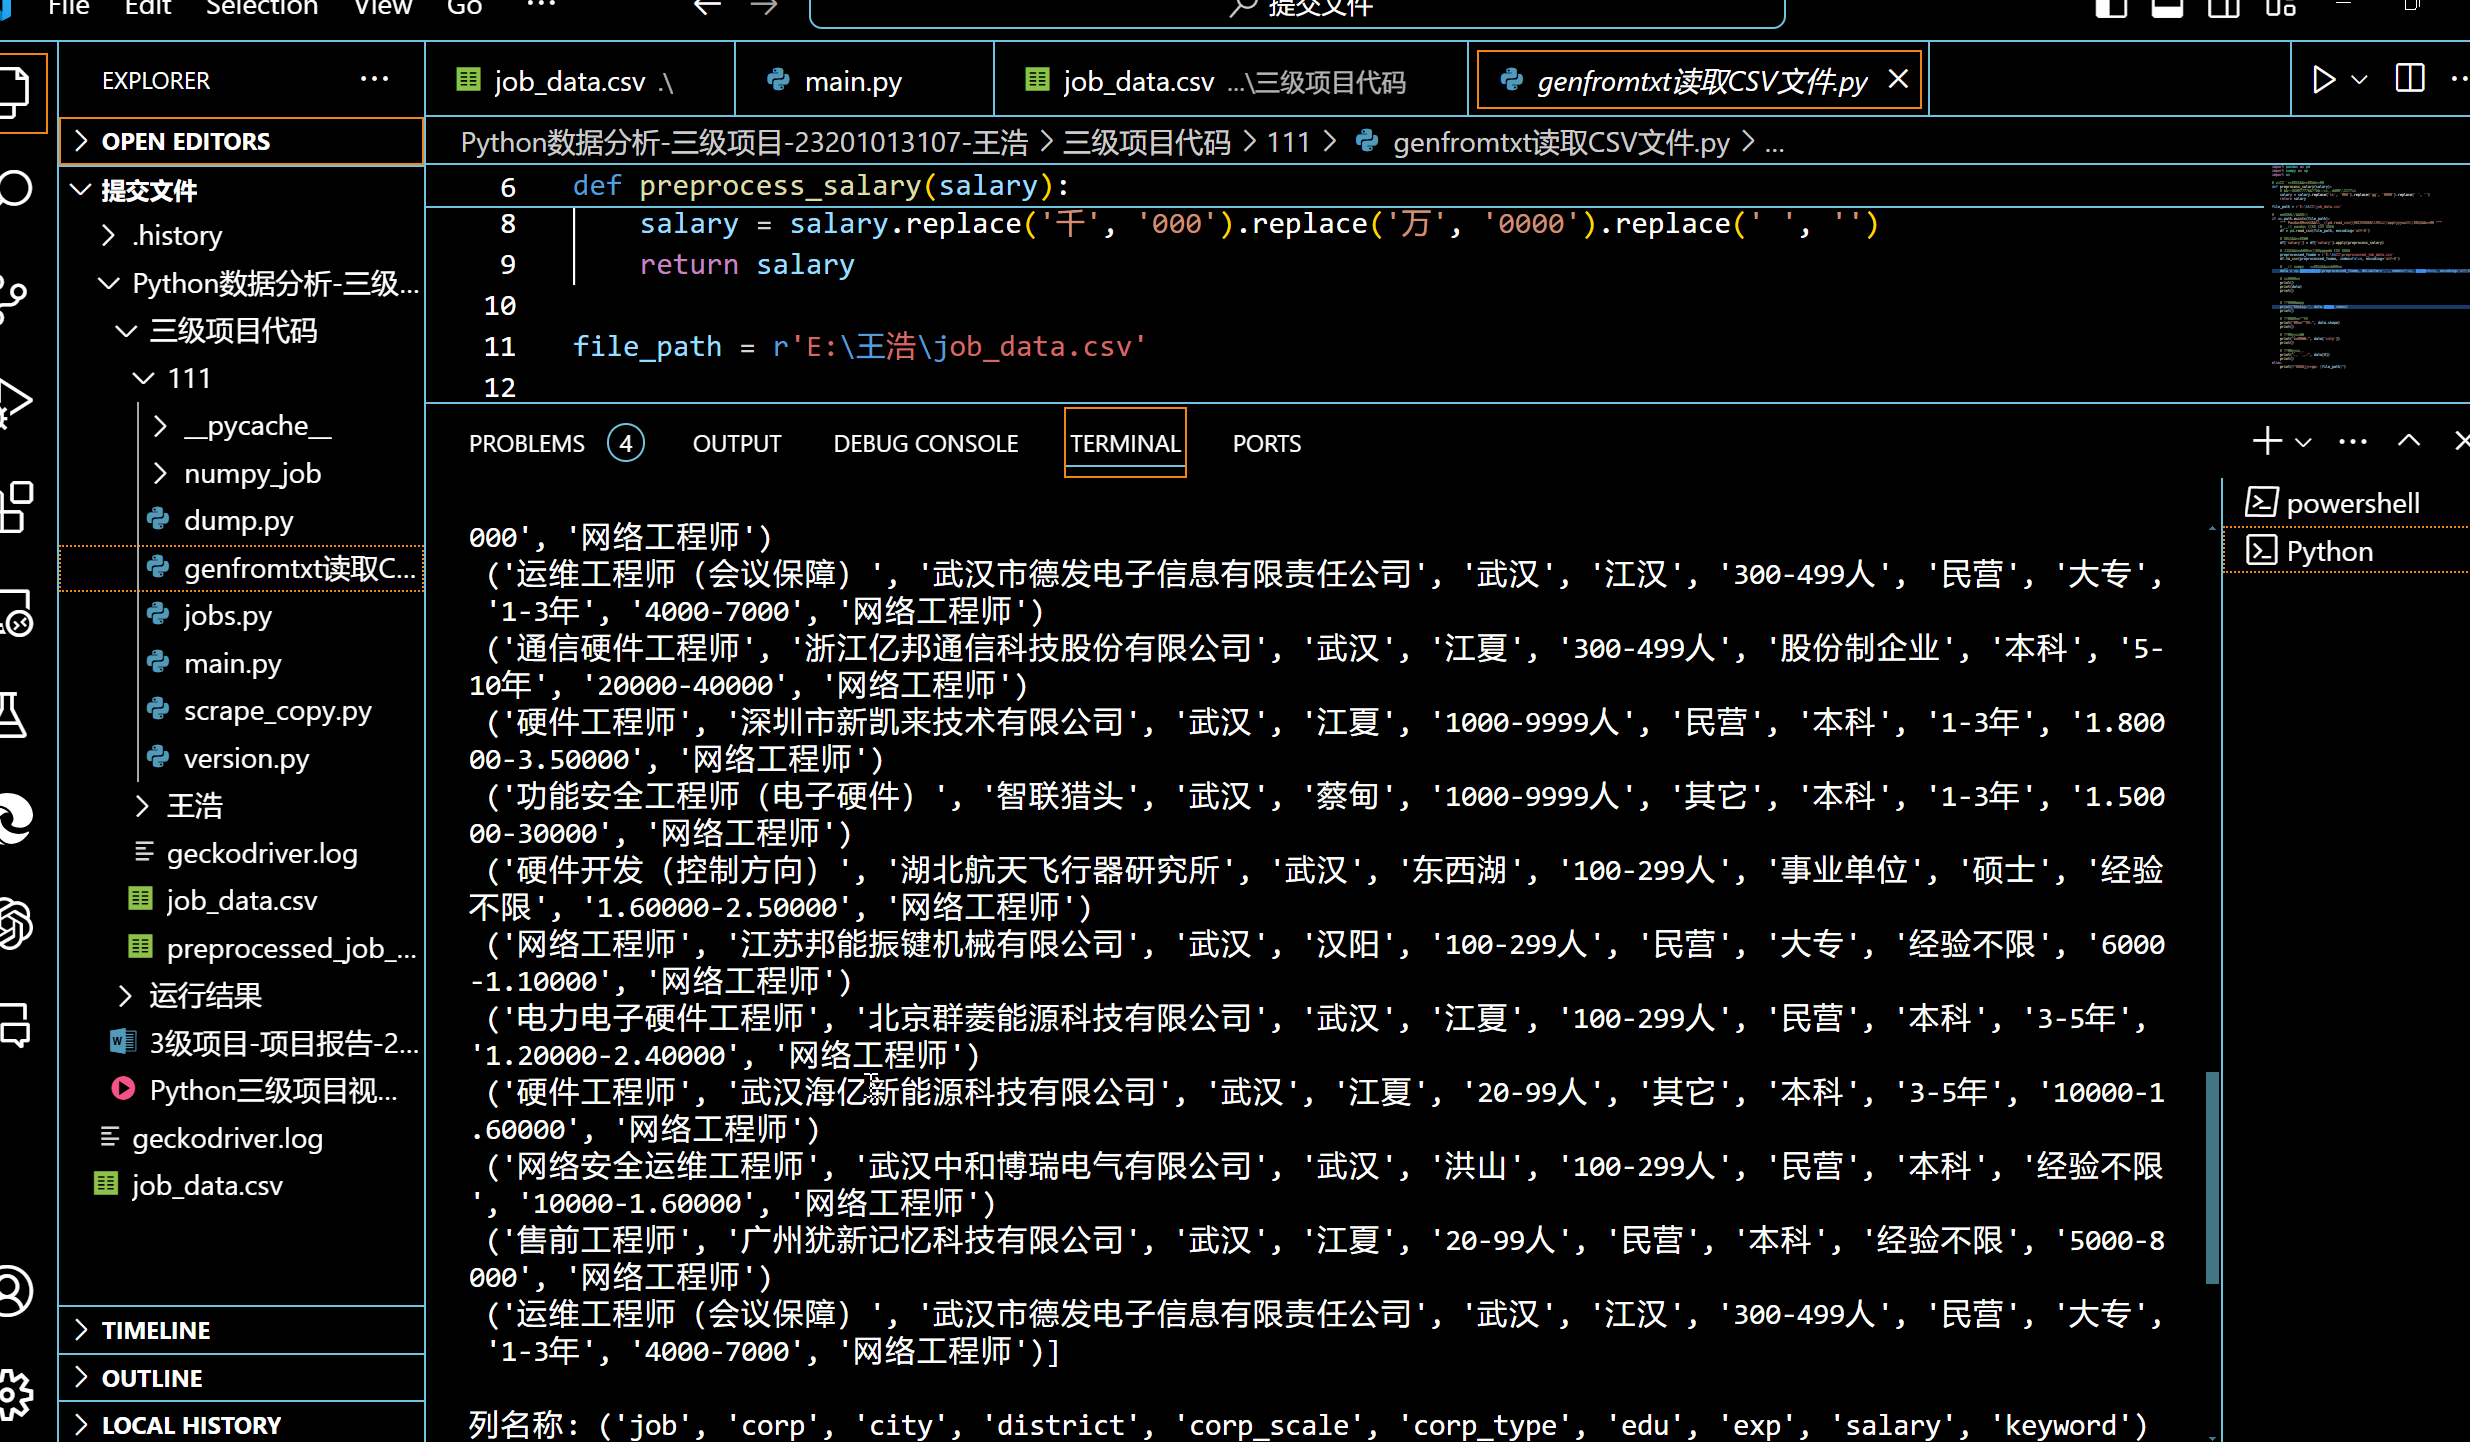 File Edit Selection View Go ··· 提交文件
EXPLORER ···
job_data.csv .\
main.py
job_data.csv ...\三级项目代码
genfromtxt读取CSV文件.py
Python数据分析-三级项目-23201013107-王浩 > 三级项目代码 > 111 > genfromtxt读取CSV文件.py > ...
OPEN EDITORS
提交文件
.history
Python数据分析-三级...
三级项目代码
111
__pycache__
numpy_job
dump.py
genfromtxt读取C...
jobs.py
main.py
scrape_copy.py
version.py
王浩
geckodriver.log
job_data.csv
preprocessed_job_...
运行结果
3级项目-项目报告-2...
Python三级项目视...
geckodriver.log
job_data.csv
TIMELINE
OUTLINE
LOCAL HISTORY
6 def preprocess_salary(salary):
8 salary = salary.replace('千', '000').replace('万', '0000').replace(' ', '')
9 return salary
10
11 file_path = r'E:\王浩\job_data.csv'
12
PROBLEMS 4 OUTPUT DEBUG CONSOLE TERMINAL PORTS
powershell
Python
000', '网络工程师')
('运维工程师（会议保障）', '武汉市德发电子信息有限责任公司', '武汉', '江汉', '300-499人', '民营', '大专',
'1-3年', '4000-7000', '网络工程师')
('通信硬件工程师', '浙江亿邦通信科技股份有限公司', '武汉', '江夏', '300-499人', '股份制企业', '本科', '5-
10年', '20000-40000', '网络工程师')
('硬件工程师', '深圳市新凯来技术有限公司', '武汉', '江夏', '1000-9999人', '民营', '本科', '1-3年', '1.800
00-3.50000', '网络工程师')
('功能安全工程师（电子硬件）', '智联猎头', '武汉', '蔡甸', '1000-9999人', '其它', '本科', '1-3年', '1.500
00-30000', '网络工程师')
('硬件开发（控制方向）', '湖北航天飞行器研究所', '武汉', '东西湖', '100-299人', '事业单位', '硕士', '经验
不限', '1.60000-2.50000', '网络工程师')
('网络工程师', '江苏邦能振键机械有限公司', '武汉', '汉阳', '100-299人', '民营', '大专', '经验不限', '6000
-1.10000', '网络工程师')
('电力电子硬件工程师', '北京群菱能源科技有限公司', '武汉', '江夏', '100-299人', '民营', '本科', '3-5年',
'1.20000-2.40000', '网络工程师')
('硬件工程师', '武汉海亿新能源科技有限公司', '武汉', '江夏', '20-99人', '其它', '本科', '3-5年', '10000-1
.60000', '网络工程师')
('网络安全运维工程师', '武汉中和博瑞电气有限公司', '武汉', '洪山', '100-299人', '民营', '本科', '经验不限
', '10000-1.60000', '网络工程师')
('售前工程师', '广州犹新记忆科技有限公司', '武汉', '江夏', '20-99人', '民营', '本科', '经验不限', '5000-8
000', '网络工程师')
('运维工程师（会议保障）', '武汉市德发电子信息有限责任公司', '武汉', '江汉', '300-499人', '民营', '大专',
'1-3年', '4000-7000', '网络工程师')]
列名称: ('job', 'corp', 'city', 'district', 'corp_scale', 'corp_type', 'edu', 'exp', 'salary', 'keyword')